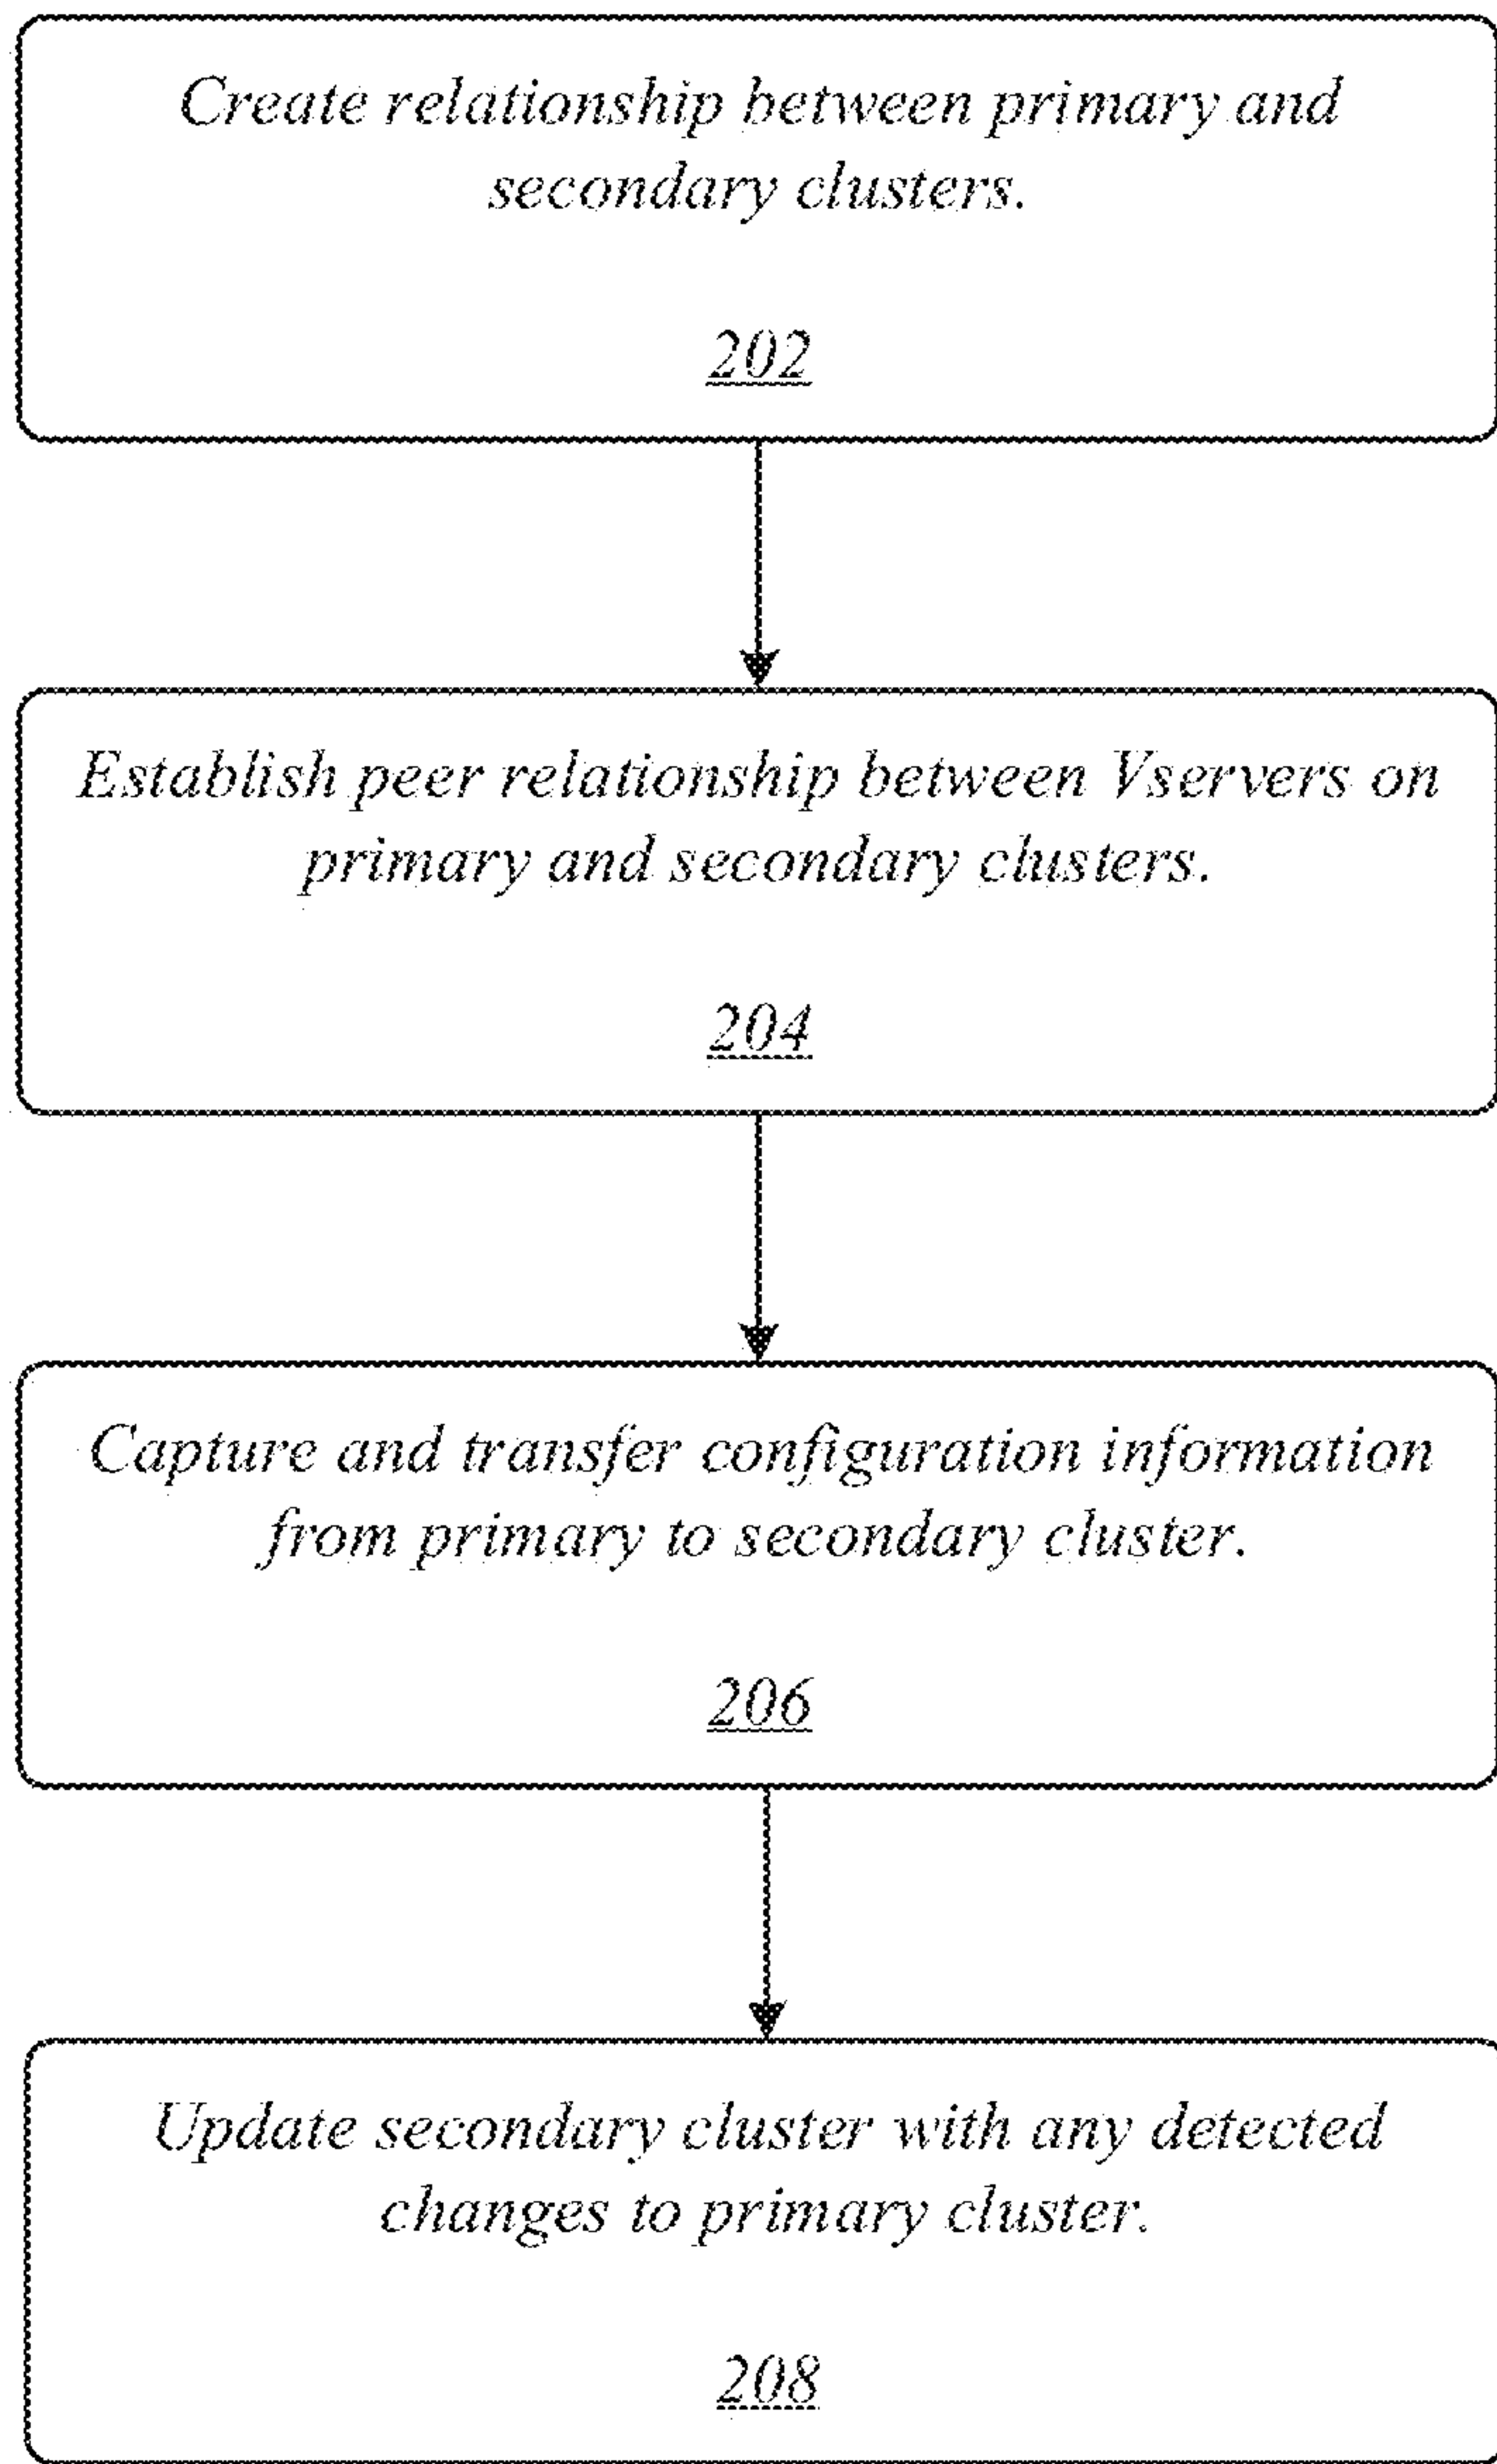 Create relationship between primary and
secondary clusters.
202
Establish peer relationship between Vservers on
primary and secondary clusters.
204
Capture and transfer configuration information
from primary to secondary cluster.
206
Update secondary cluster with any detected
changes to primary cluster.
208